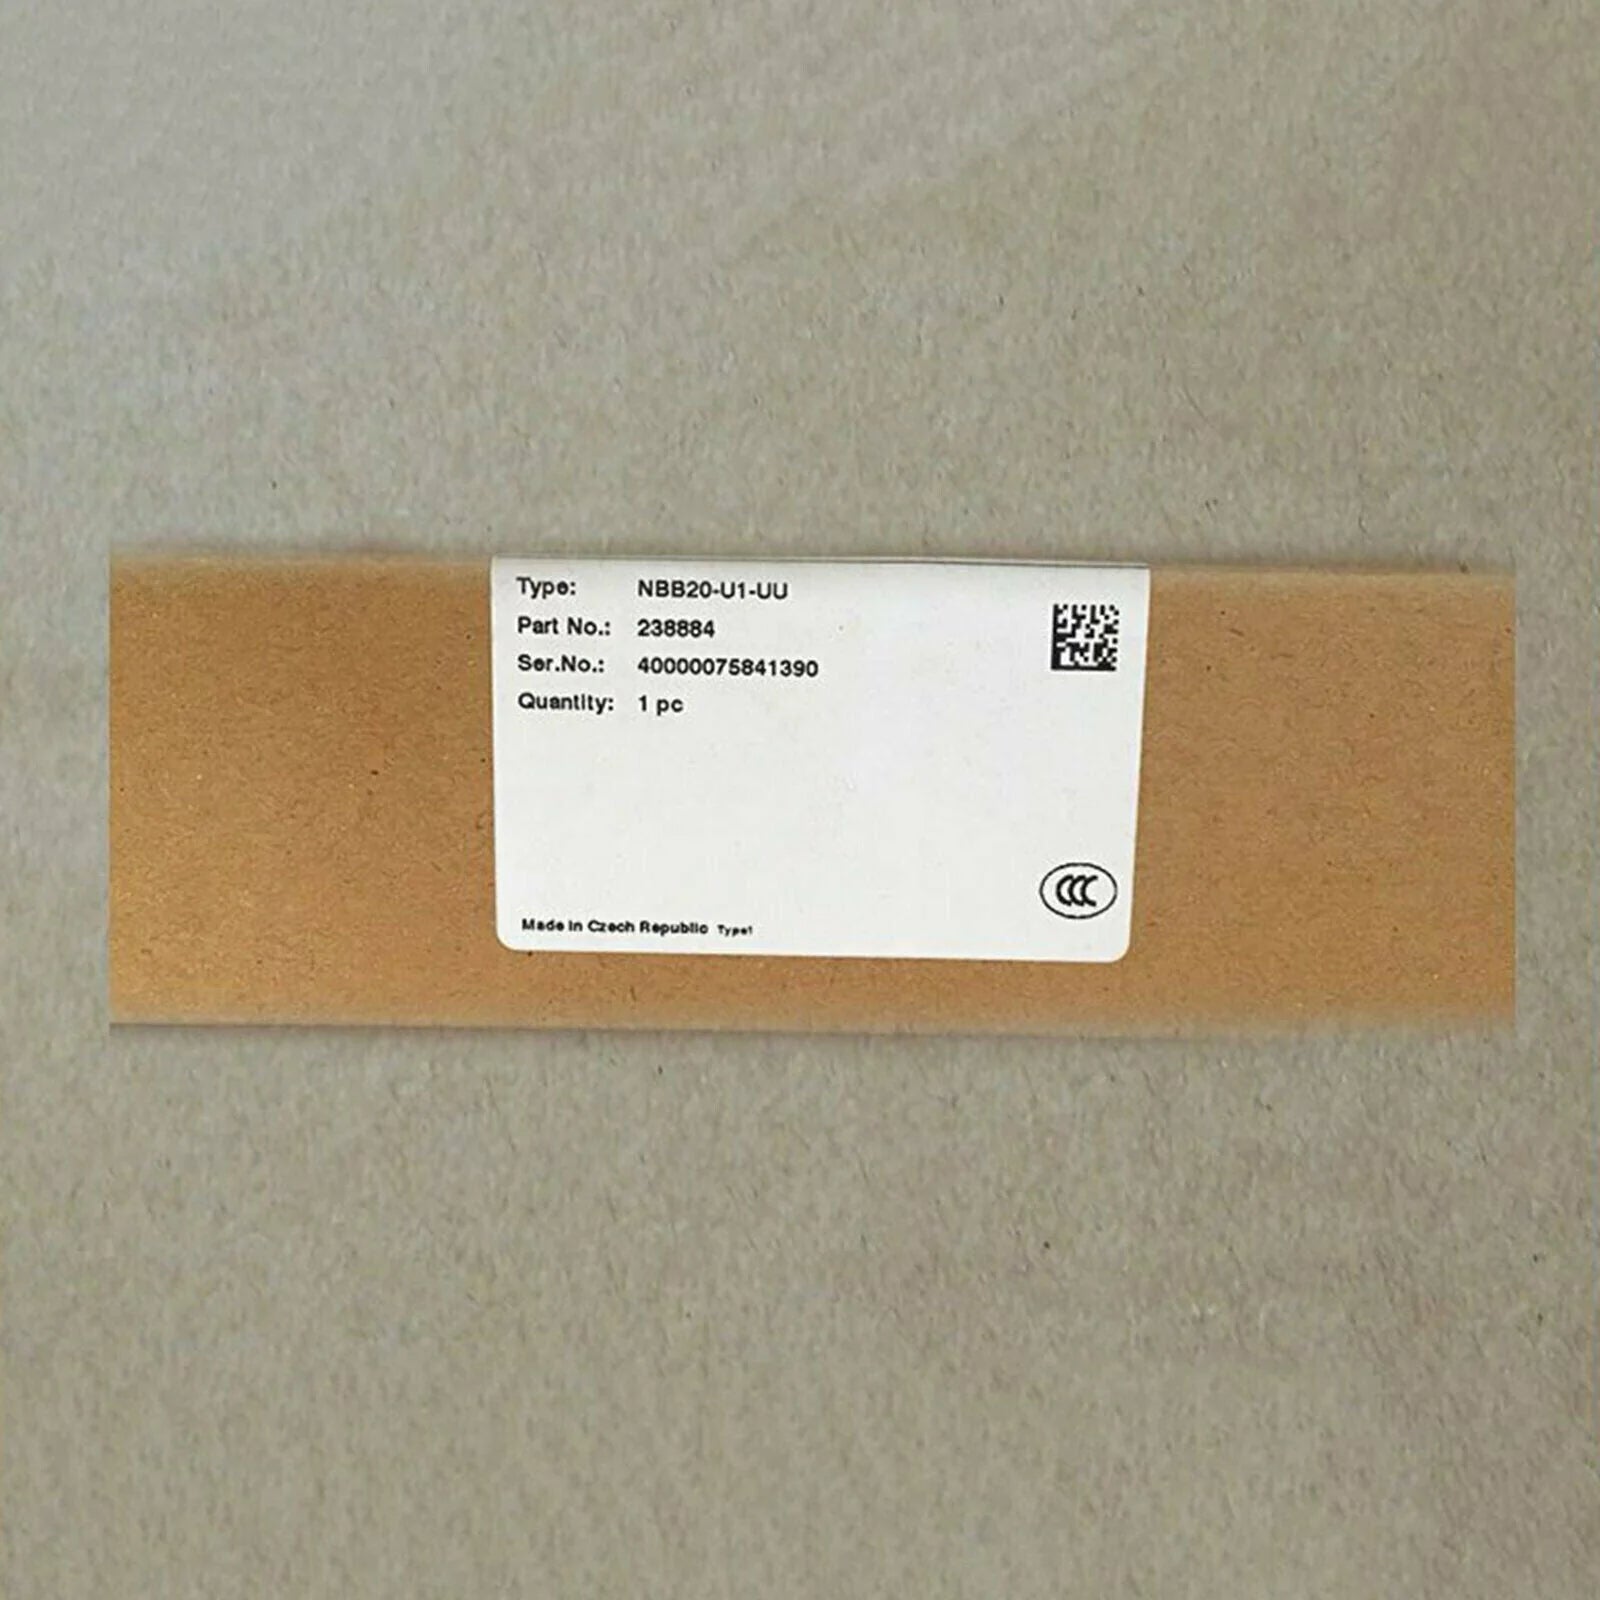 Type: NBB20-U1-UU
Part No.: 238884
Ser.No.: 40000075841390
Quantity: 1 pc
CCC
Made in Czech Republic Type1